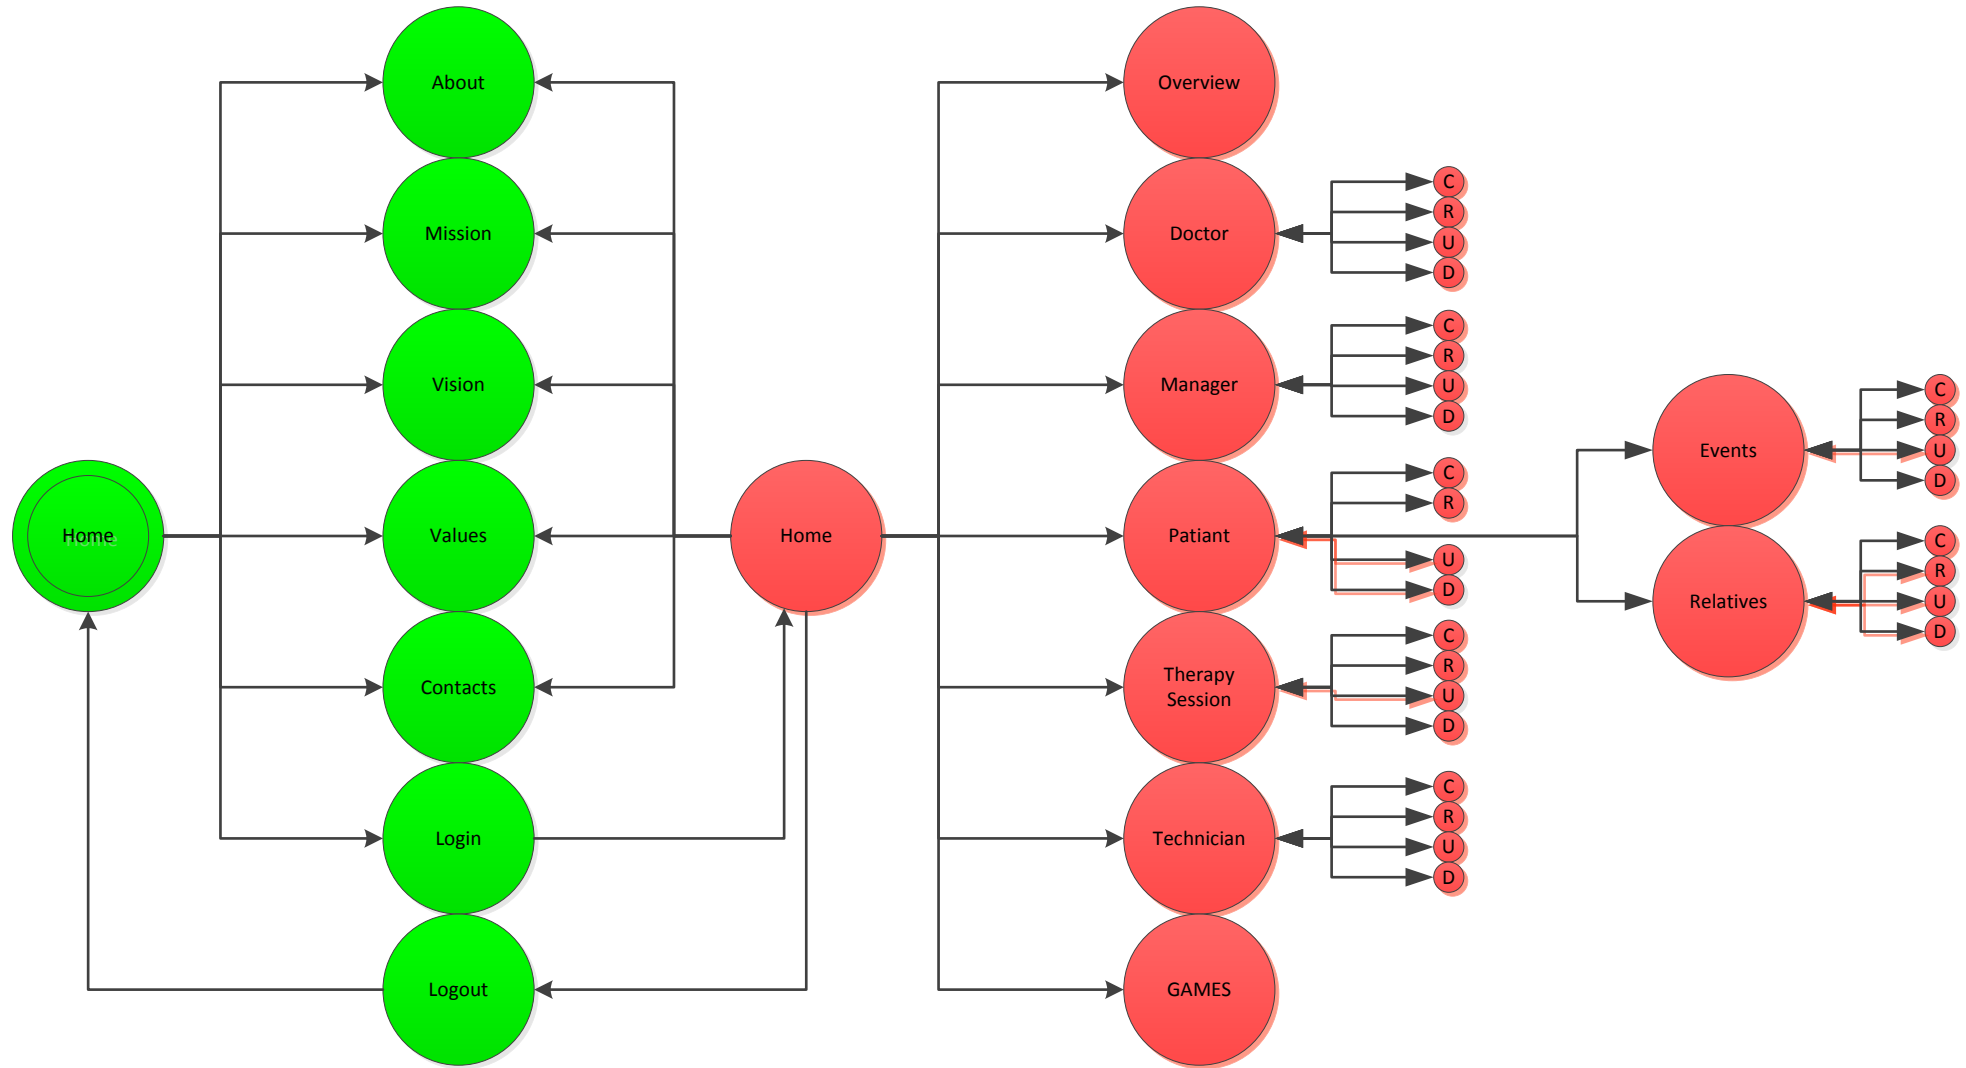 Home
About
Mission
Vision
Values
Contacts
Login
Logout
Home
Overview
Doctor
C
R
U
D
Manager
C
R
U
D
Patiant
C
R
U
D
Therapy
Session
C
R
U
D
Technician
C
R
U
D
GAMES
Events
C
R
U
D
Relatives
C
R
U
D